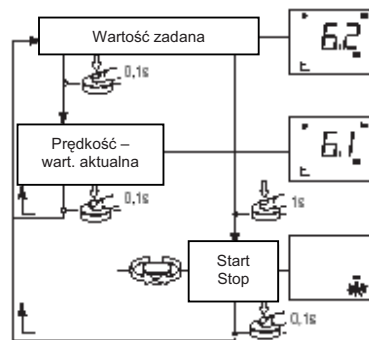 Wartość zadana
6.2
t
0,1s
Prędkość –
wart. aktualna
6.1
t
0,1s
1s
Start
Stop
0,1s